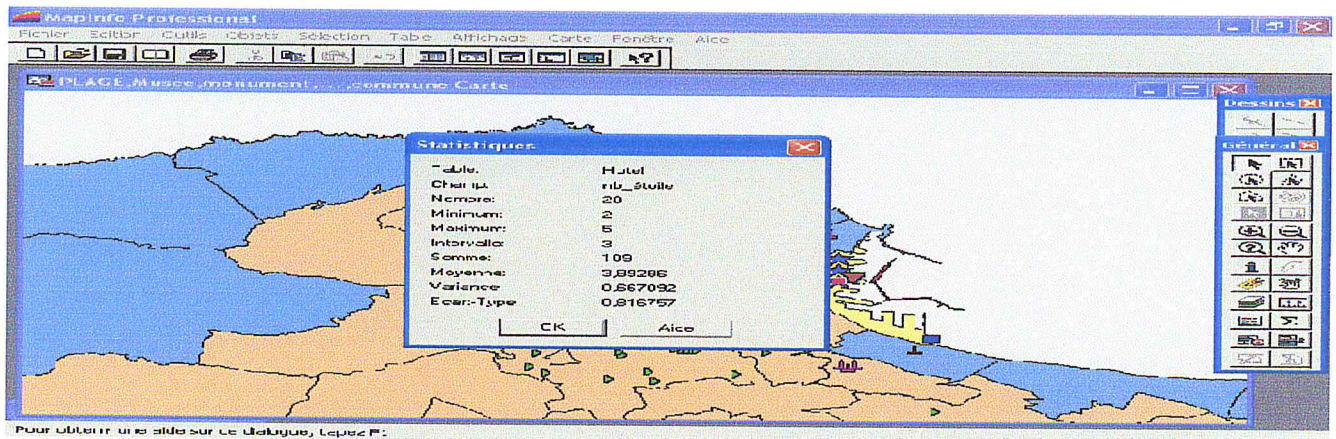 MapInfo Professional
Fichier Edition Outils Objets Sélection Table Affichage Carte Fenêtre Aide
PLAGE,Musee,monument,...,commune Carte
Dessins
Général
Statistiques
Table: Hotel
Champ: nb_étoile
Nombre: 20
Minimum: 2
Maximum: 5
Intervalle: 3
Somme: 109
Moyenne: 3,89286
Variance 0,667092
Ecart-Type 0,816757
OK Aide
Pour obtenir une aide sur ce dialogue, tapez F1